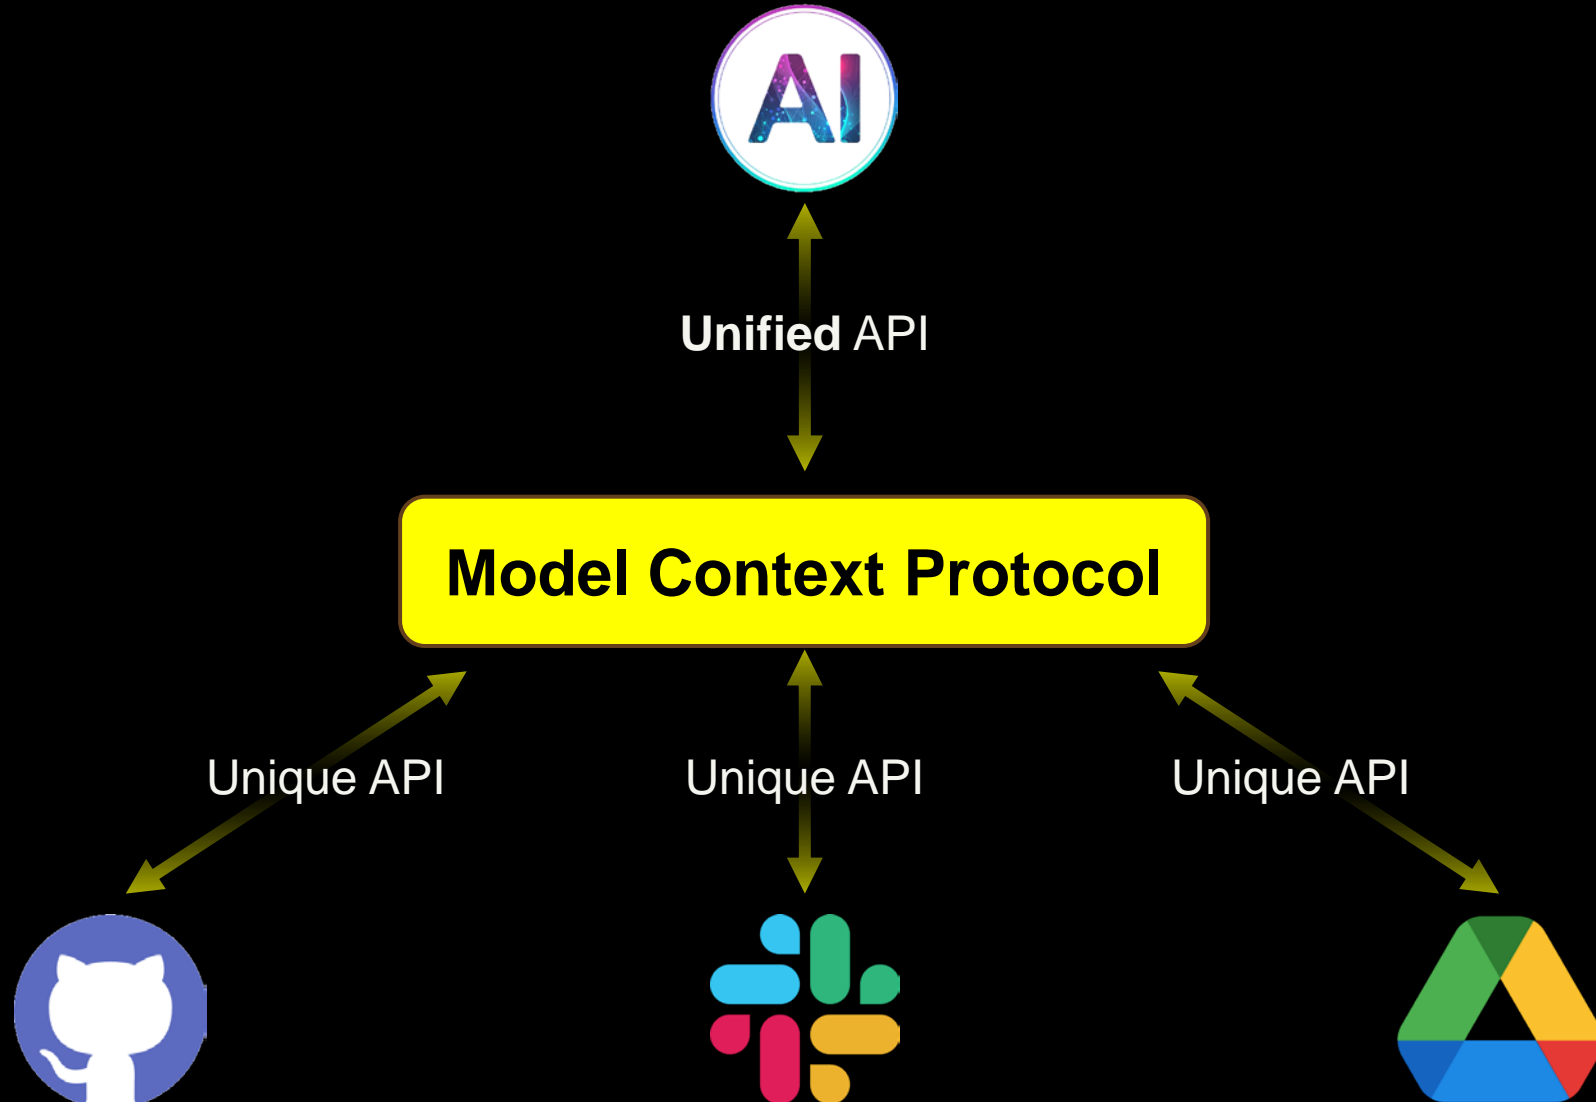 AI
Unified API
Model Context Protocol
Unique API
Unique API
Unique API